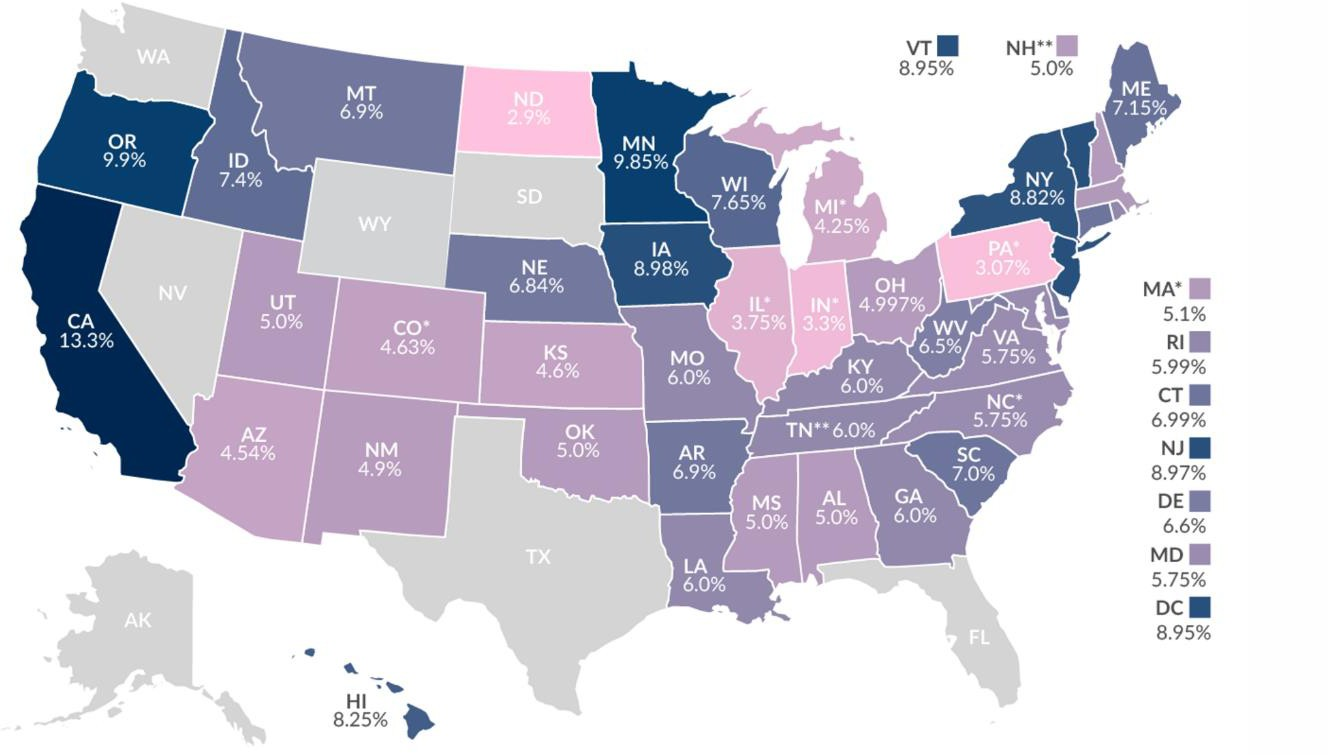 WA
VT
8.95%
NH**
5.0%
MT
6.9%
ND
2.9%
ME
7.15%
OR
9.9%
ID
7.4%
MN
9.85%
WI
7.65%
NY
8.82%
SD
WY
MI*
4.25%
IA
8.98%
PA*
3.07%
NE
6.84%
NV
UT
5.0%
CA
13.3%
CO*
4.63%
IL*
3.75%
IN*
3.3%
OH
4.997%
WV
6.5%
VA
5.75%
MA*
5.1%
RI
5.99%
CT
6.99%
NJ
8.97%
DE
6.6%
MD
5.75%
DC
8.95%
KS
4.6%
MO
6.0%
KY
6.0%
NC*
5.75%
TN** 6.0%
AZ
4.54%
NM
4.9%
OK
5.0%
AR
6.9%
SC
7.0%
MS
5.0%
AL
5.0%
GA
6.0%
TX
LA
6.0%
AK
FL
HI
8.25%